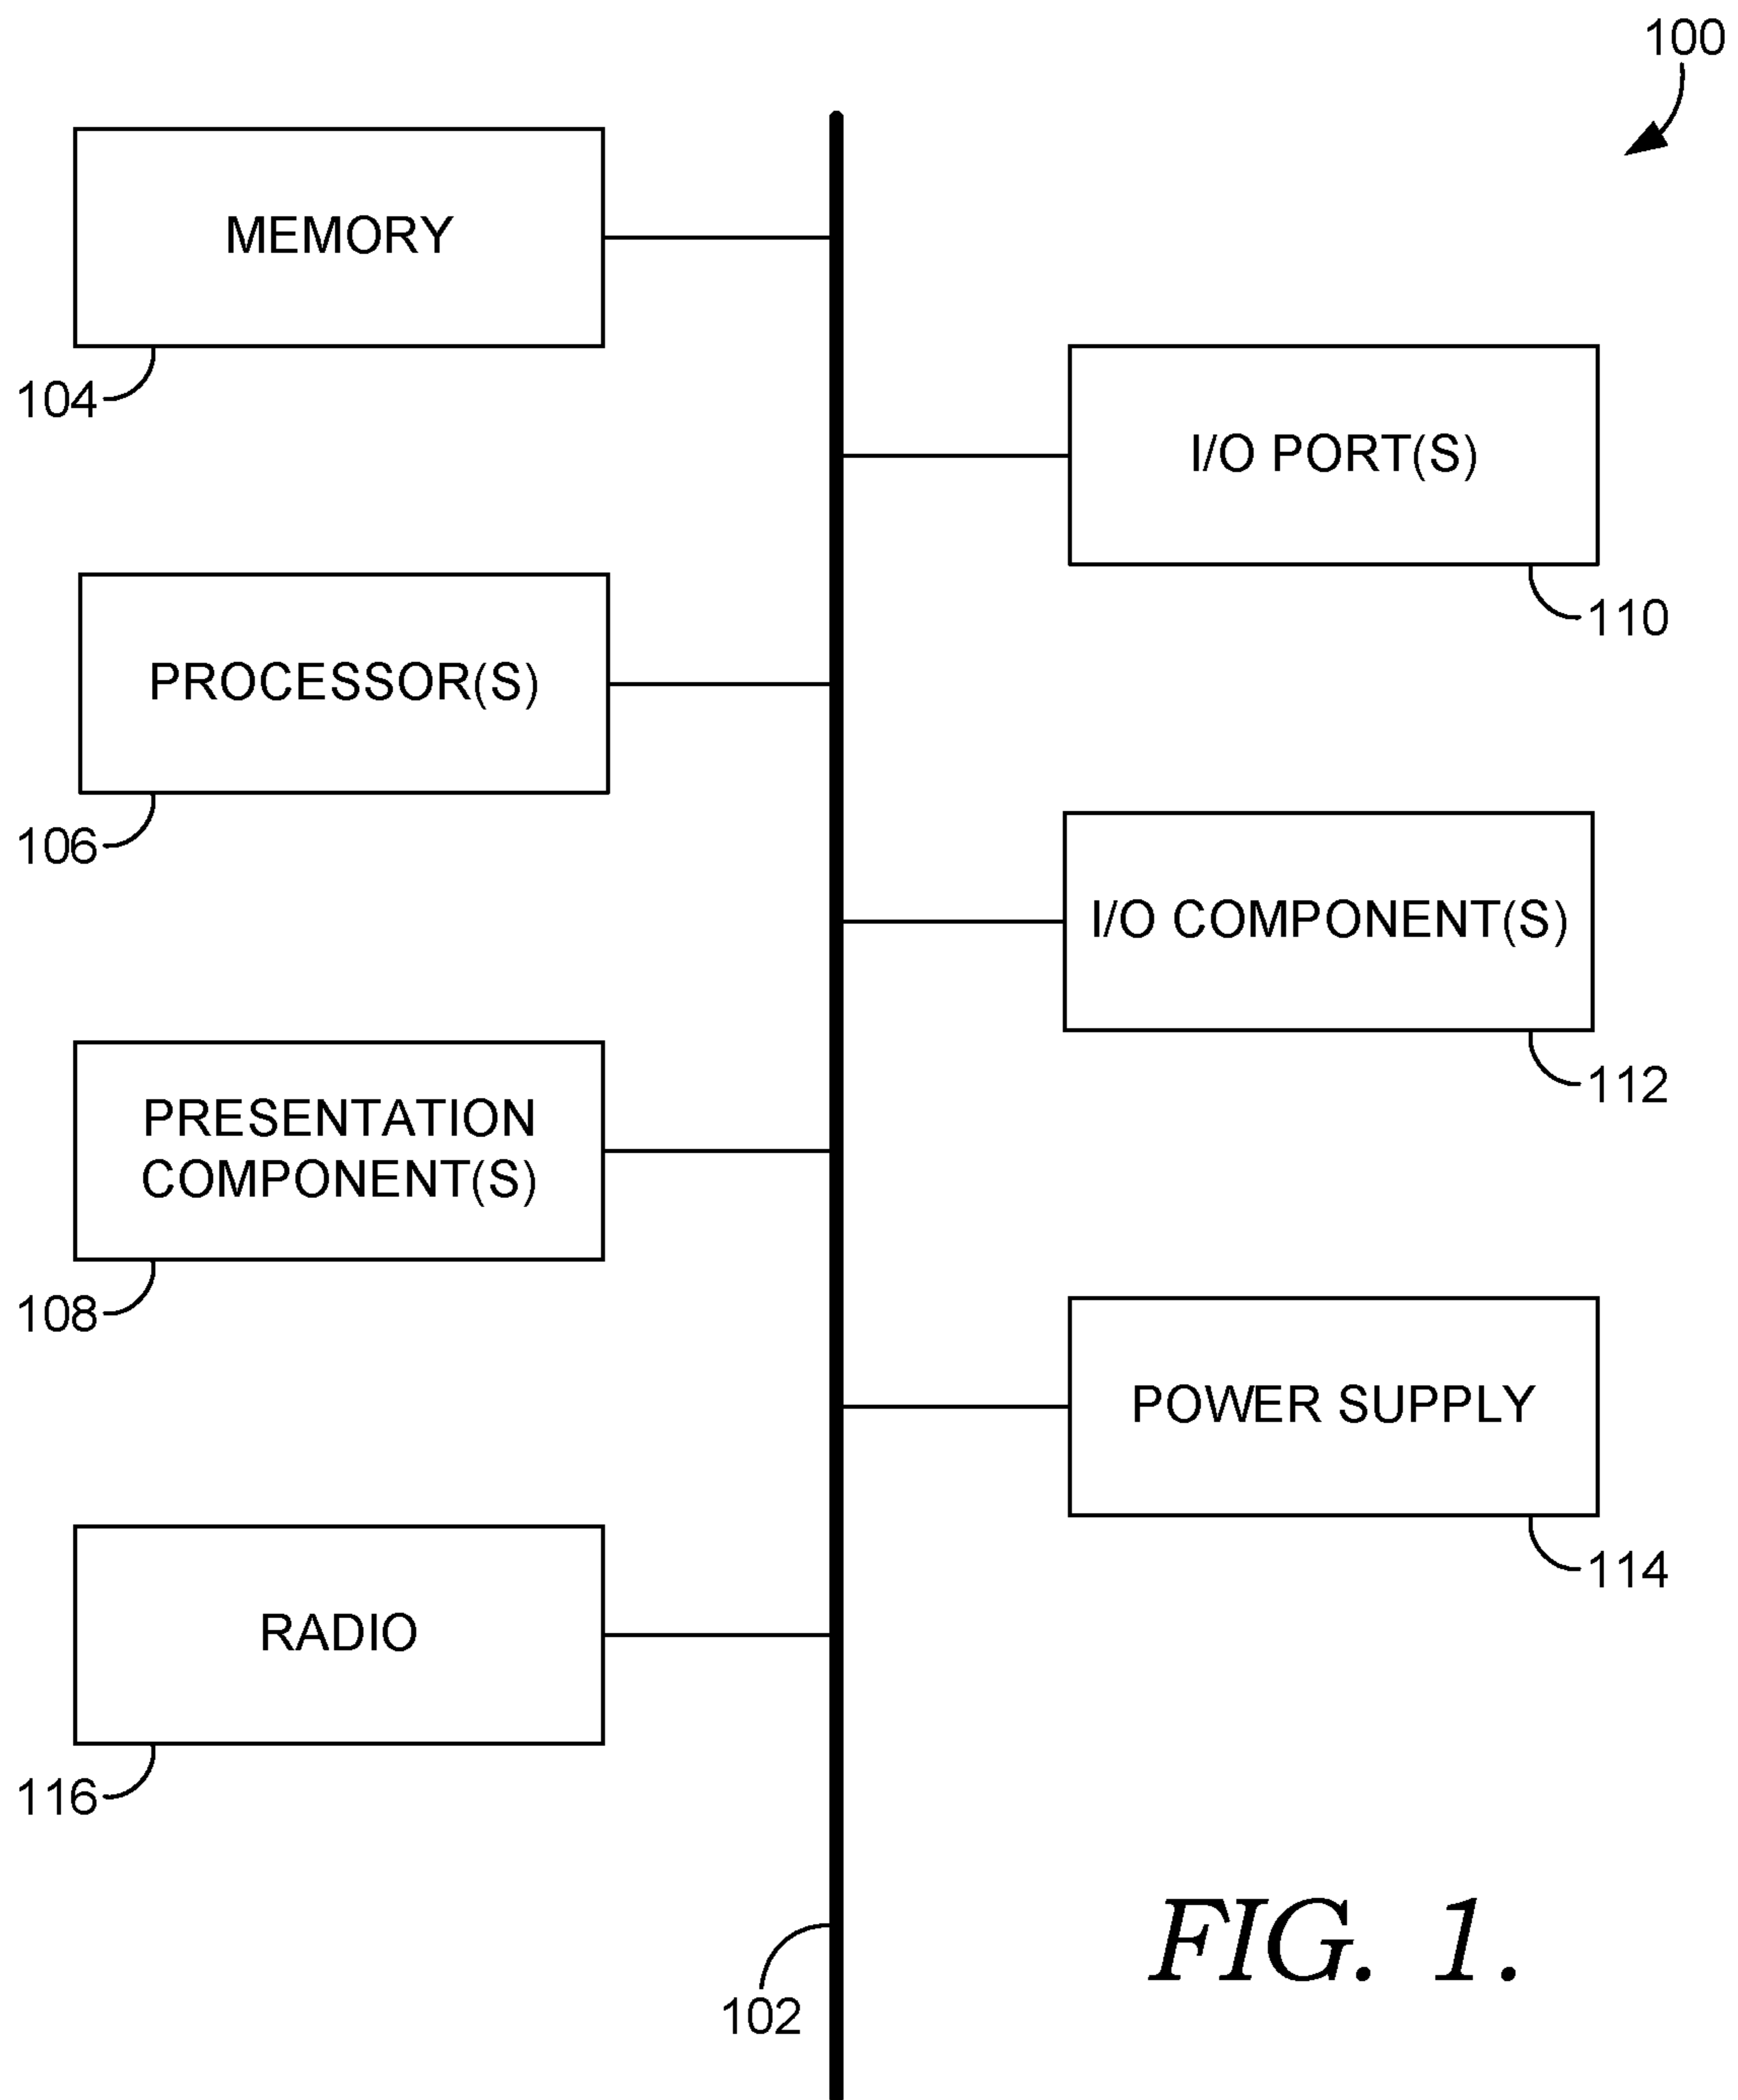 100
MEMORY
104
I/O PORT(S)
110
PROCESSOR(S)
106
I/O COMPONENT(S)
112
PRESENTATION
COMPONENT(S)
108
POWER SUPPLY
114
RADIO
116
102
FIG. 1.